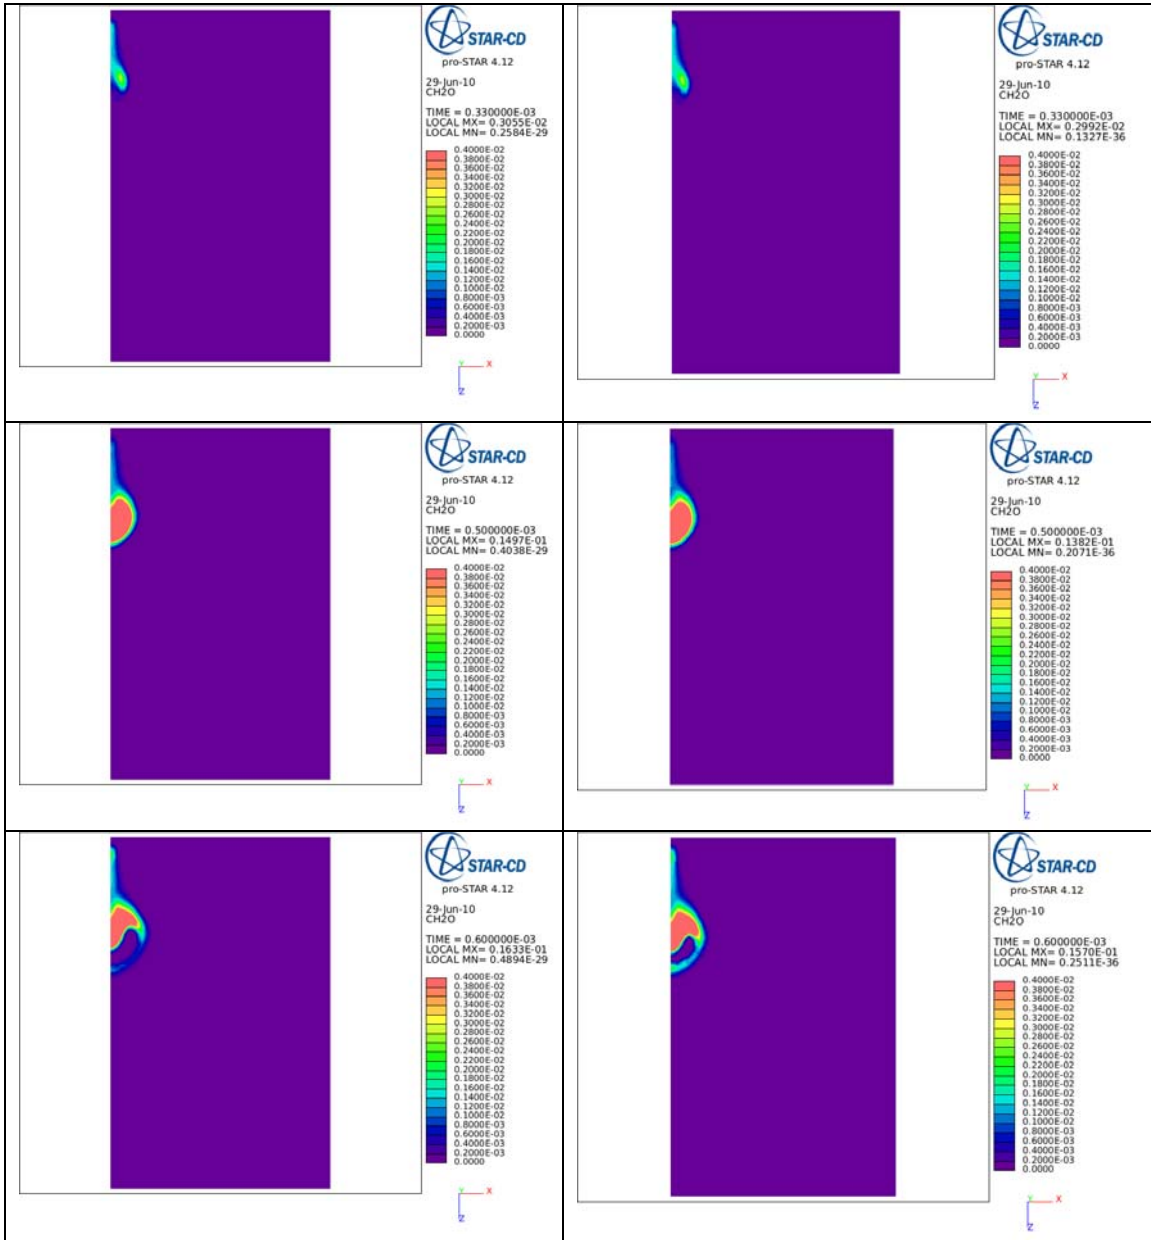 STAR-CD
pro-STAR 4.12
29-Jun-10
CH2O
TIME = 0.330000E-03
LOCAL MX= 0.3055E-02
LOCAL MN= 0.2584E-29
0.4000E-02
0.3800E-02
0.3600E-02
0.3400E-02
0.3200E-02
0.3000E-02
0.2800E-02
0.2600E-02
0.2400E-02
0.2200E-02
0.2000E-02
0.1800E-02
0.1600E-02
0.1400E-02
0.1200E-02
0.1000E-02
0.8000E-03
0.6000E-03
0.4000E-03
0.2000E-03
0.0000
Y X
Z
STAR-CD
pro-STAR 4.12
29-Jun-10
CH2O
TIME = 0.330000E-03
LOCAL MX= 0.2992E-02
LOCAL MN= 0.1327E-36
0.4000E-02
0.3800E-02
0.3600E-02
0.3400E-02
0.3200E-02
0.3000E-02
0.2800E-02
0.2600E-02
0.2400E-02
0.2200E-02
0.2000E-02
0.1800E-02
0.1600E-02
0.1400E-02
0.1200E-02
0.1000E-02
0.8000E-03
0.6000E-03
0.4000E-03
0.2000E-03
0.0000
Y X
Z
STAR-CD
pro-STAR 4.12
29-Jun-10
CH2O
TIME = 0.500000E-03
LOCAL MX= 0.1497E-01
LOCAL MN= 0.4038E-29
0.4000E-02
0.3800E-02
0.3600E-02
0.3400E-02
0.3200E-02
0.3000E-02
0.2800E-02
0.2600E-02
0.2400E-02
0.2200E-02
0.2000E-02
0.1800E-02
0.1600E-02
0.1400E-02
0.1200E-02
0.1000E-02
0.8000E-03
0.6000E-03
0.4000E-03
0.2000E-03
0.0000
Y X
Z
STAR-CD
pro-STAR 4.12
29-Jun-10
CH2O
TIME = 0.500000E-03
LOCAL MX= 0.1382E-01
LOCAL MN= 0.2071E-36
0.4000E-02
0.3800E-02
0.3600E-02
0.3400E-02
0.3200E-02
0.3000E-02
0.2800E-02
0.2600E-02
0.2400E-02
0.2200E-02
0.2000E-02
0.1800E-02
0.1600E-02
0.1400E-02
0.1200E-02
0.1000E-02
0.8000E-03
0.6000E-03
0.4000E-03
0.2000E-03
0.0000
Y X
Z
STAR-CD
pro-STAR 4.12
29-Jun-10
CH2O
TIME = 0.600000E-03
LOCAL MX= 0.1633E-01
LOCAL MN= 0.4894E-29
0.4000E-02
0.3800E-02
0.3600E-02
0.3400E-02
0.3200E-02
0.3000E-02
0.2800E-02
0.2600E-02
0.2400E-02
0.2200E-02
0.2000E-02
0.1800E-02
0.1600E-02
0.1400E-02
0.1200E-02
0.1000E-02
0.8000E-03
0.6000E-03
0.4000E-03
0.2000E-03
0.0000
Y X
Z
STAR-CD
pro-STAR 4.12
29-Jun-10
CH2O
TIME = 0.600000E-03
LOCAL MX= 0.1570E-01
LOCAL MN= 0.2511E-36
0.4000E-02
0.3800E-02
0.3600E-02
0.3400E-02
0.3200E-02
0.3000E-02
0.2800E-02
0.2600E-02
0.2400E-02
0.2200E-02
0.2000E-02
0.1800E-02
0.1600E-02
0.1400E-02
0.1200E-02
0.1000E-02
0.8000E-03
0.6000E-03
0.4000E-03
0.2000E-03
0.0000
Y X
Z